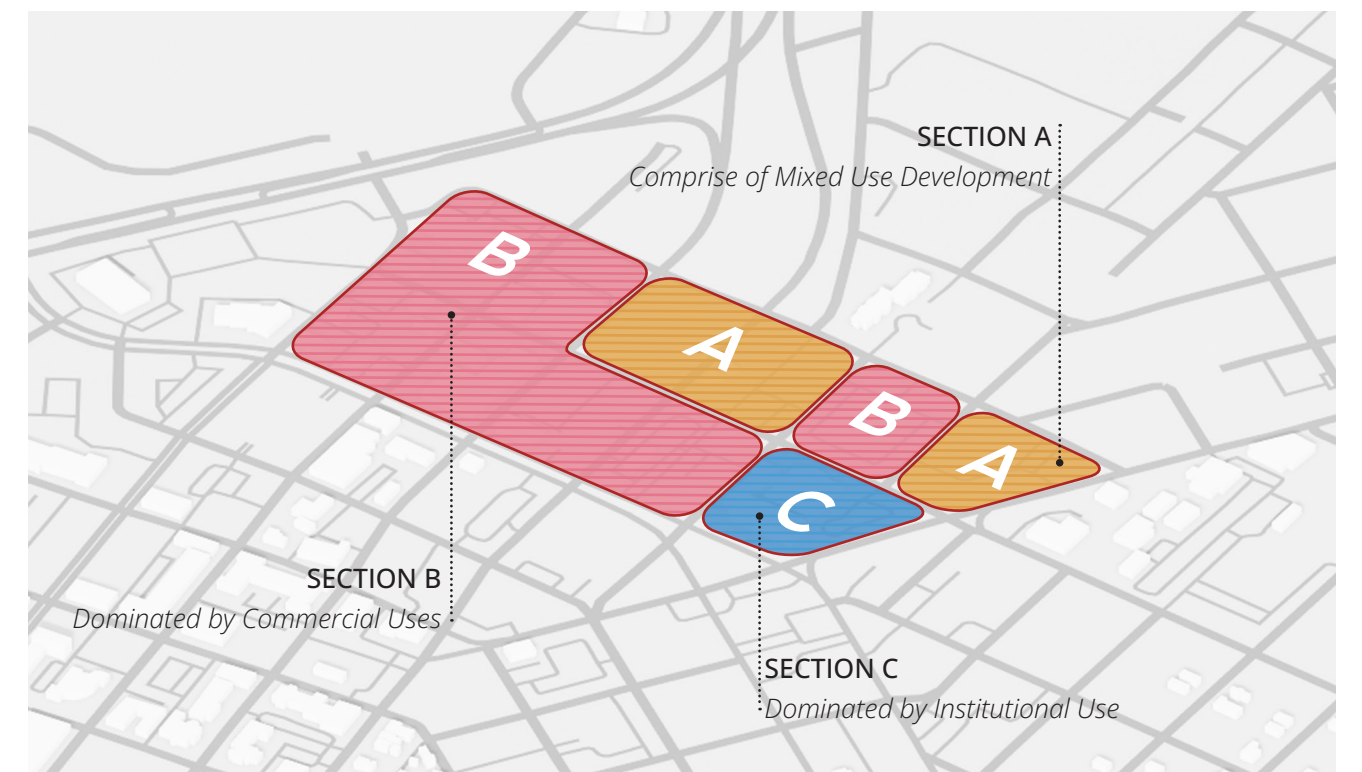 SECTION A
Comprise of Mixed Use Development
B
A
B
A
C
SECTION B
Dominated by Commercial Uses
SECTION C
Dominated by Institutional Use